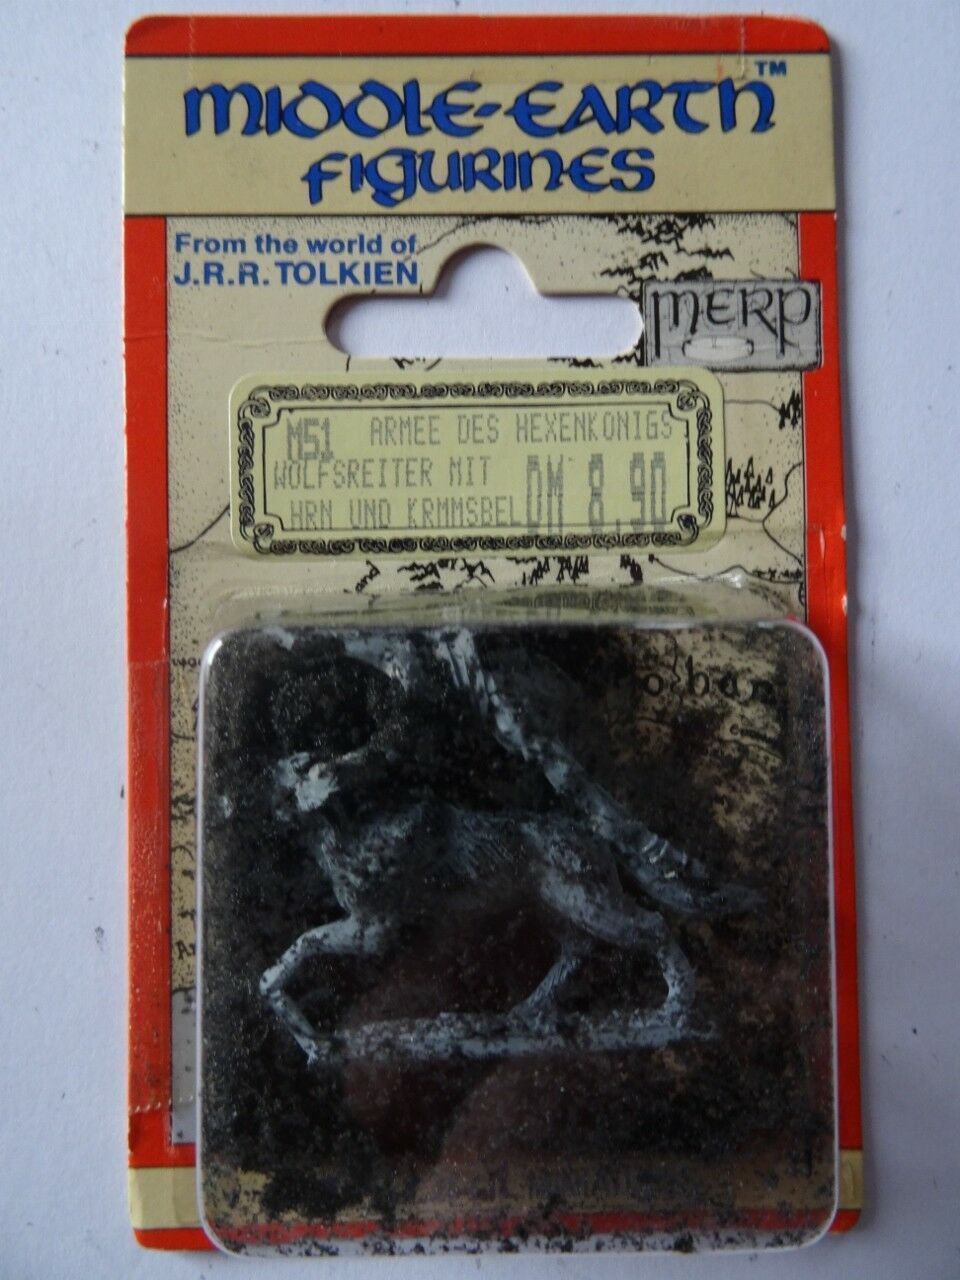 MIDDLE-EARTH™
FIGURINES
From the world of
J.R.R. TOLKIEN
MERP
M51 ARMEE DES HEXENKONIGS
WOLFSREITER MIT
HRN UND KRMMSBEL DM 8,90
and